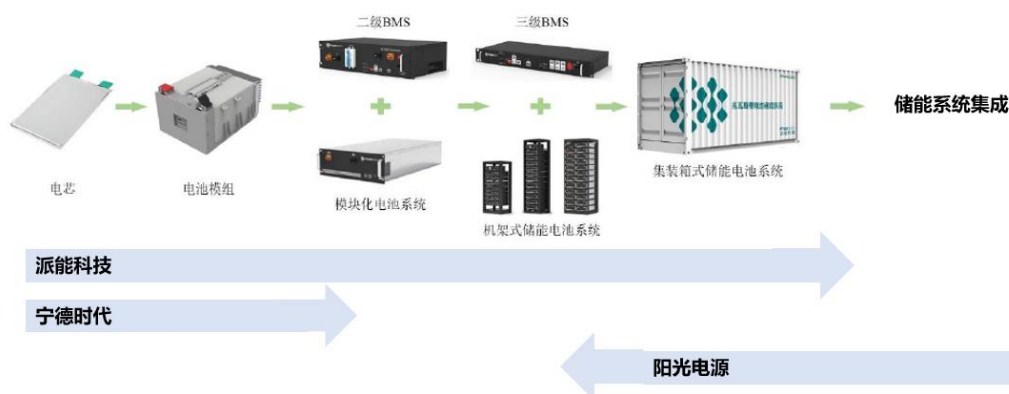 二级BMS
三级BMS
储能系统集成
电芯
电池模组
模块化电池系统
机架式储能电池系统
集装箱式储能电池系统
派能科技
宁德时代
阳光电源